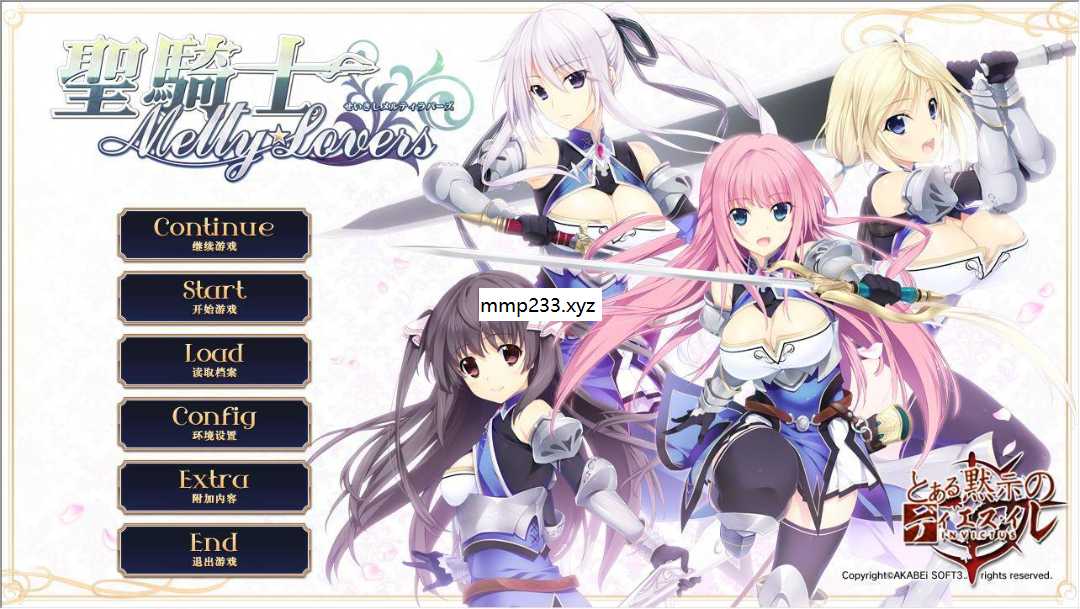 聖騎士
せいきしメルティラバーズ
Melty☆Lovers
Continue
继续游戏
Start
开始游戏
Load
读取档案
Config
环境设置
Extra
附加内容
End
退出游戏
mmp233.xyz
とある黙示の
ディエスイル
INVICTUS
Copyright©AKABEi SOFT3.. rights reserved.